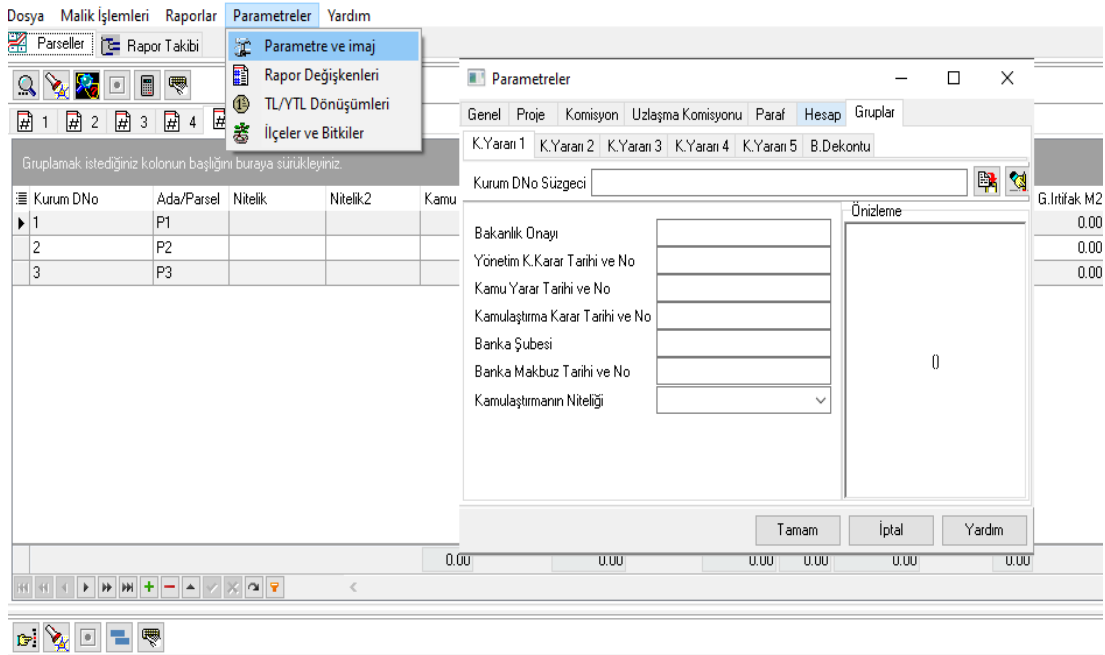 Dosya Malik İşlemleri Raporlar Parametreler Yardım
Parseller Rapor Takibi
Parametre ve imaj
Rapor Değişkenleri
TL/YTL Dönüşümleri
İlçeler ve Bitkiler
# 1 # 2 # 3 # 4 #
Gruplamak istediğiniz kolonun başlığını buraya sürükleyiniz.
Kurum DNo Ada/Parsel Nitelik Nitelik2 Kamu G.Irtifak M2
1 P1 0.00
2 P2 0.00
3 P3 0.00
Parametreler
Genel Proje Komisyon Uzlaşma Komisyonu Paraf Hesap Gruplar
K.Yararı 1 K.Yararı 2 K.Yararı 3 K.Yararı 4 K.Yararı 5 B.Dekontu
Kurum DNo Süzgeci
Önizleme
Bakanlık Onayı
Yönetim K.Karar Tarihi ve No
Kamu Yarar Tarihi ve No
Kamulaştırma Karar Tarihi ve No
Banka Şubesi
Banka Makbuz Tarihi ve No
Kamulaştırmanın Niteliği
()
Tamam İptal Yardım
0.00 0.00 0.00 0.00 0.00 0.00